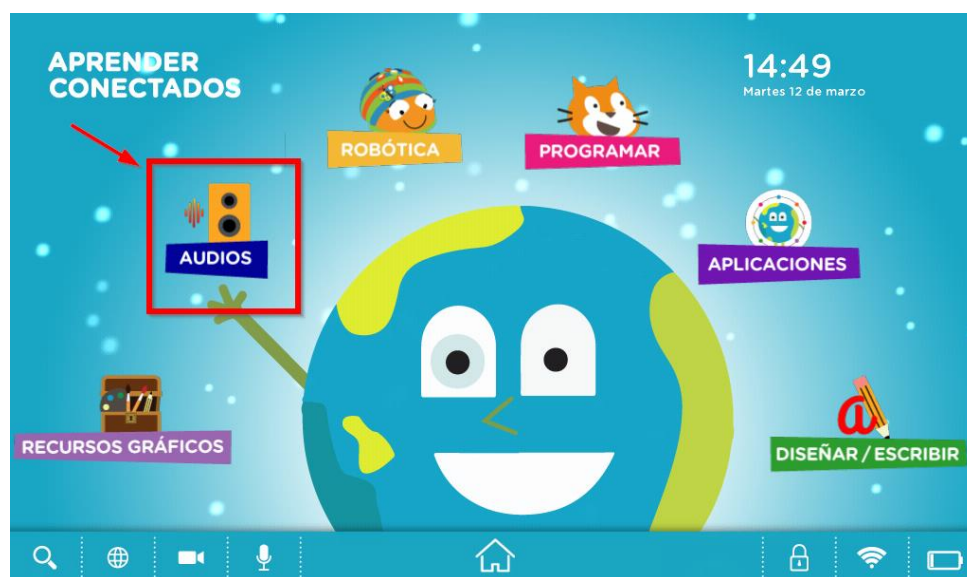 APRENDER
CONECTADOS
14:49
Martes 12 de marzo
ROBÓTICA
PROGRAMAR
AUDIOS
APLICACIONES
RECURSOS GRÁFICOS
DISEÑAR / ESCRIBIR